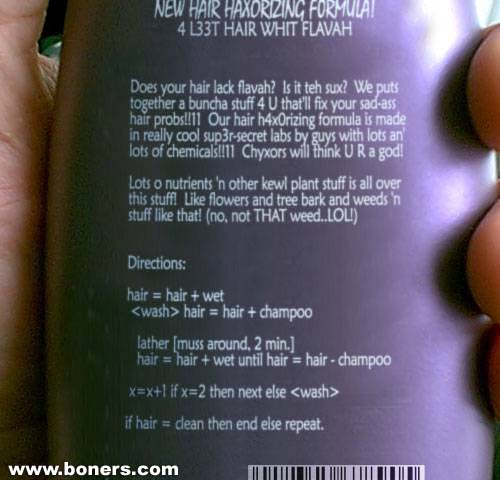 NEW HAIR HAXORIZING FORMULA!
4 L33T HAIR WHIT FLAVAH
Does your hair lack flavah? Is it teh sux? We puts
together a buncha stuff 4 U that'll fix your sad-ass
hair probs!!11 Our hair h4x0rizing formula is made
in really cool sup3r-secret labs by guys with lots an'
lots of chemicals!!11 Chyxors will think U R a god!
Lots o nutrients 'n other kewl plant stuff is all over
this stuff! Like flowers and tree bark and weeds 'n
stuff like that! (no, not THAT weed..LOL!)
Directions:
hair = hair + wet
<wash> hair = hair + champoo
lather [muss around, 2 min.]
hair = hair + wet until hair = hair - champoo
x=x+1 if x=2 then next else <wash>
if hair = clean then end else repeat.
www.boners.com